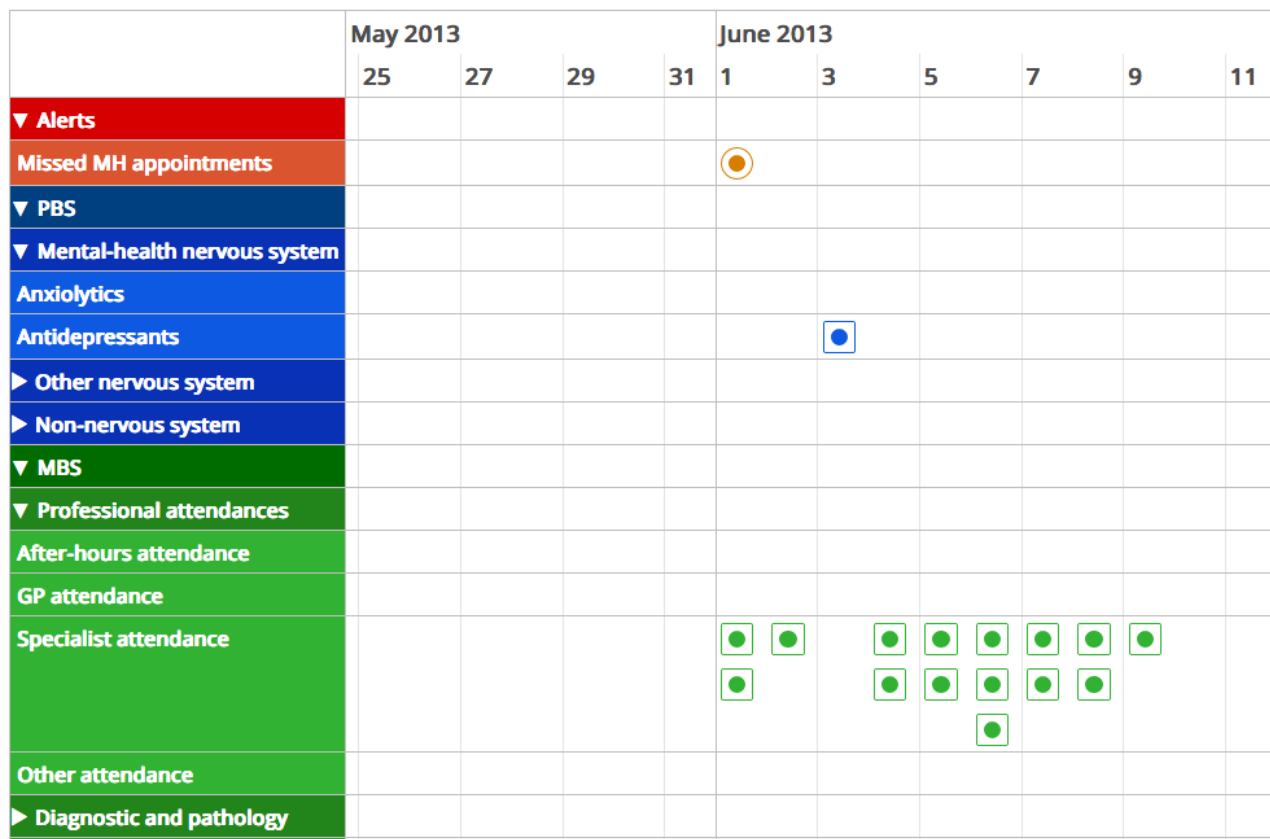 May 2013 June 2013
25 27 29 31 1 3 5 7 9 11
▼ Alerts
Missed MH appointments
▼ PBS
▼ Mental-health nervous system
Anxiolytics
Antidepressants
▶ Other nervous system
▶ Non-nervous system
▼ MBS
▼ Professional attendances
After-hours attendance
GP attendance
Specialist attendance
Other attendance
▶ Diagnostic and pathology